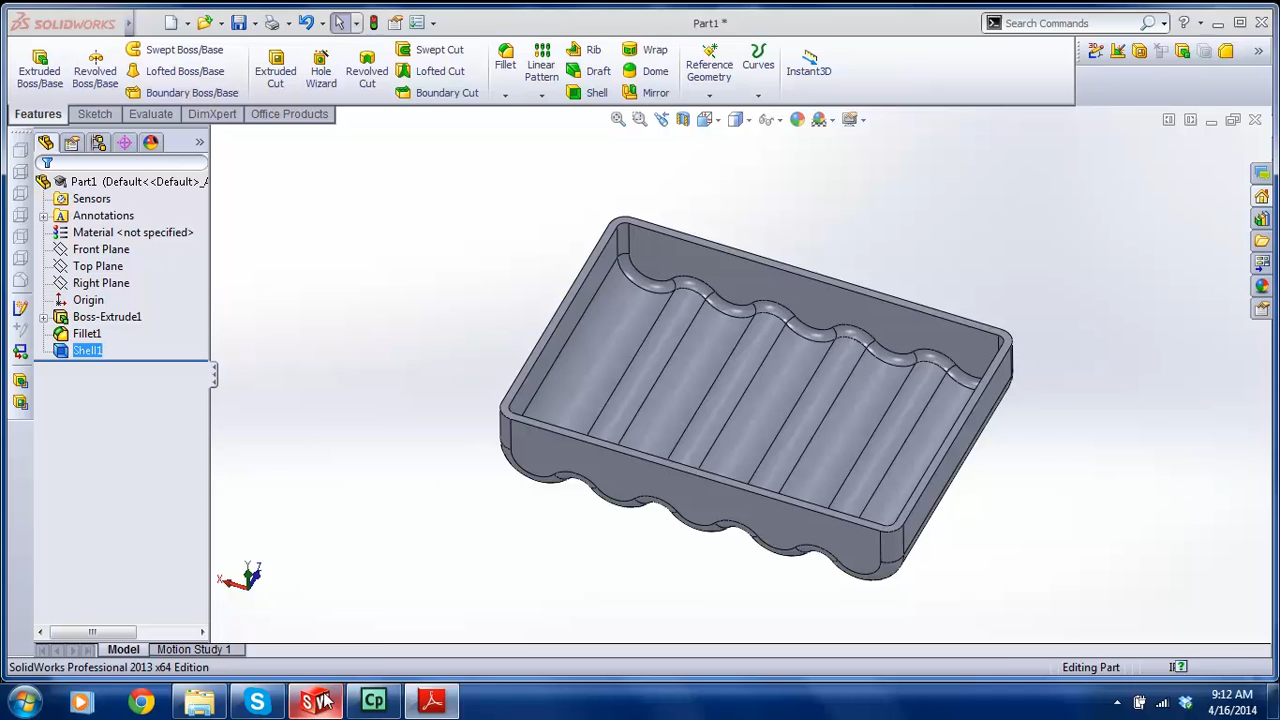 SOLIDWORKS
Part1 *
Search Commands
Extruded Boss/Base
Revolved Boss/Base
Swept Boss/Base
Lofted Boss/Base
Boundary Boss/Base
Extruded Cut
Hole Wizard
Revolved Cut
Swept Cut
Lofted Cut
Boundary Cut
Fillet
Linear Pattern
Rib
Draft
Shell
Wrap
Dome
Mirror
Reference Geometry
Curves
Instant3D
Features
Sketch
Evaluate
DimXpert
Office Products
Part1 (Default<<Default>_
Sensors
Annotations
Material <not specified>
Front Plane
Top Plane
Right Plane
Origin
Boss-Extrude1
Fillet1
Shell1
Y
Z
X
Model
Motion Study 1
SolidWorks Professional 2013 x64 Edition
Editing Part
Cp
9:12 AM
4/16/2014